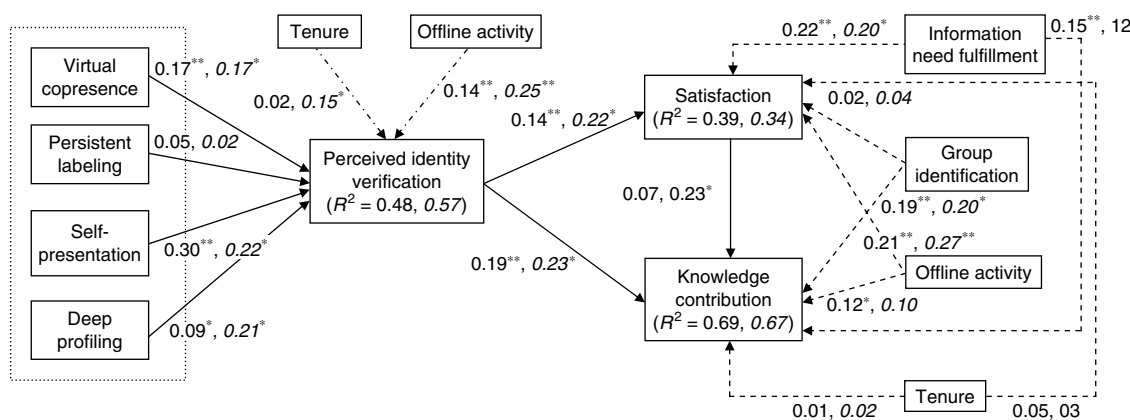 Virtual
copresence
Persistent
labeling
Self-
presentation
Deep
profiling
0.17**, 0.17*
0.05, 0.02
0.30**, 0.22*
0.09*, 0.21*
Tenure
Offline activity
0.02, 0.15*
0.14**, 0.25**
Perceived identity
verification
(R² = 0.48, 0.57)
0.14**, 0.22*
0.19**, 0.23*
Satisfaction
(R² = 0.39, 0.34)
0.07, 0.23*
Knowledge
contribution
(R² = 0.69, 0.67)
0.22**, 0.20*
Information
need fulfillment
0.15**, 12
0.02, 0.04
Group
identification
0.19**, 0.20*
0.21**, 0.27**
Offline activity
0.12*, 0.10
Tenure
0.01, 0.02
0.05, 03